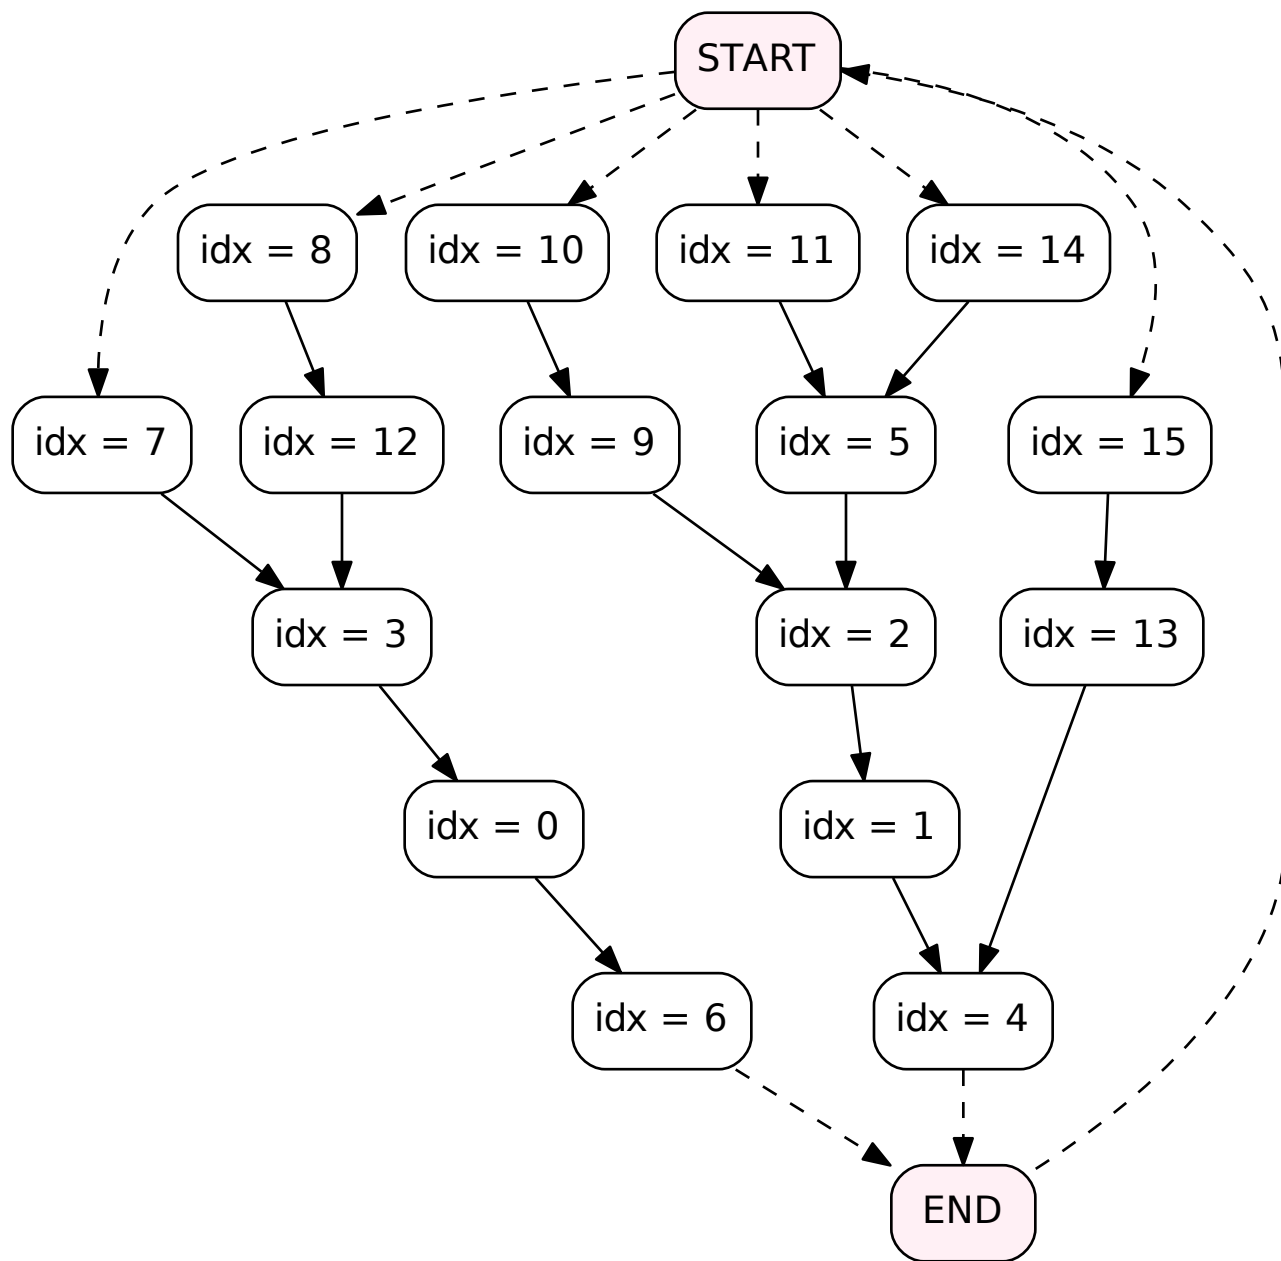 START
idx = 8
idx = 10
idx = 11
idx = 14
idx = 7
idx = 12
idx = 9
idx = 5
idx = 15
idx = 3
idx = 2
idx = 13
idx = 0
idx = 1
idx = 6
idx = 4
END